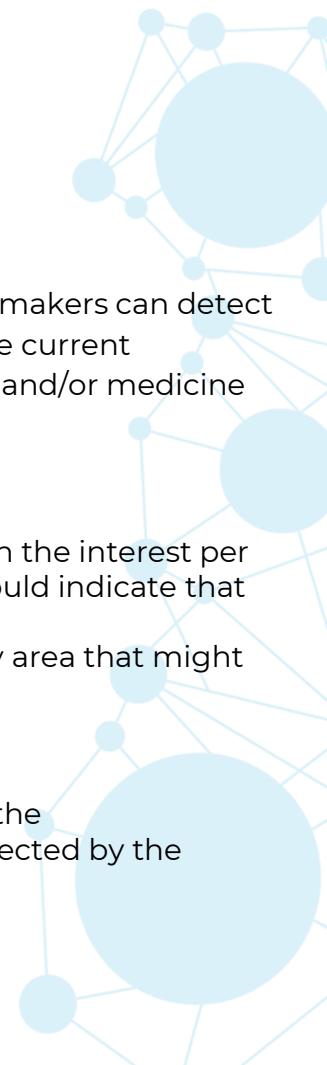 makers can detect
e current
and/or medicine
n the interest per
ould indicate that
y area that might
the
ected by the